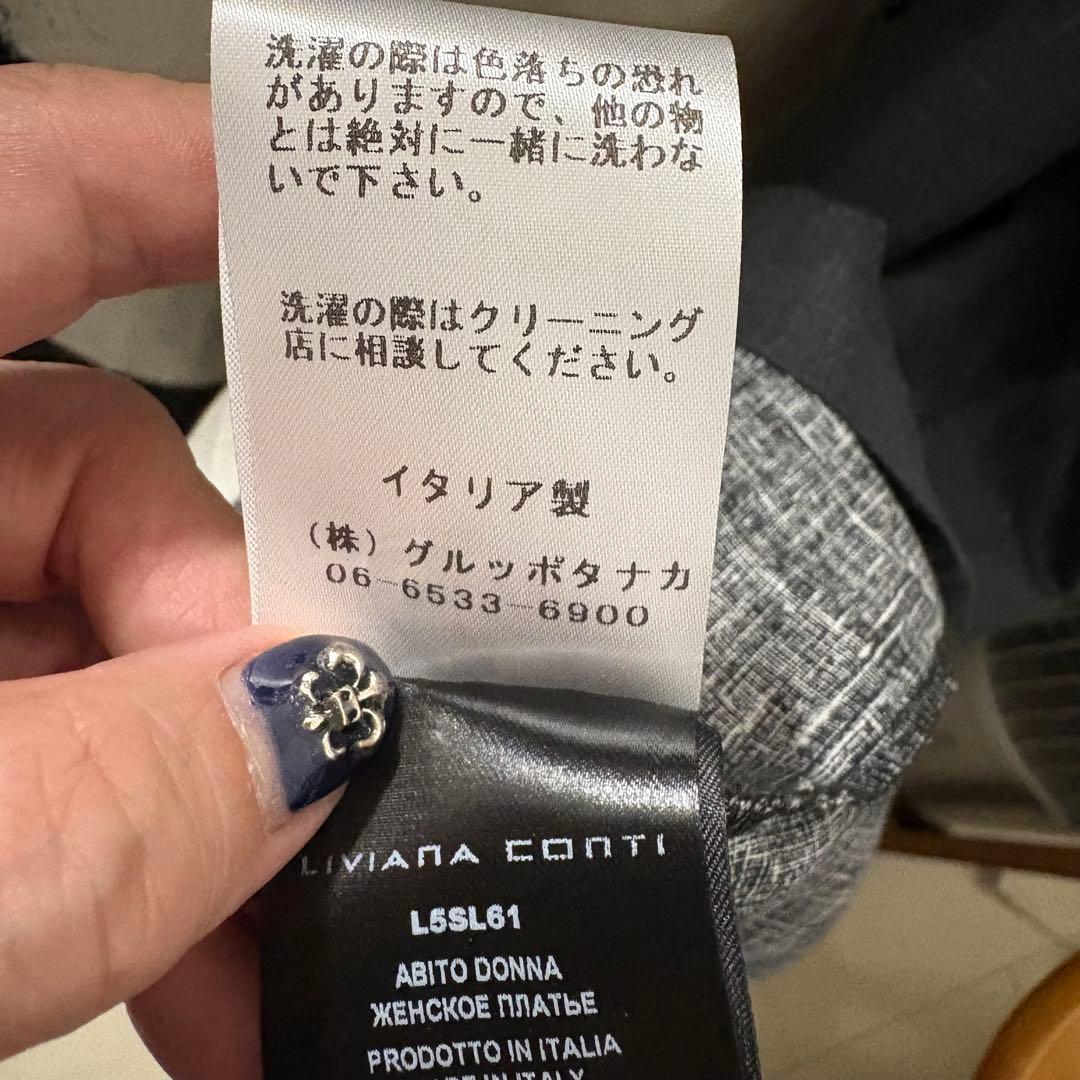 洗濯の際は色落ちの恐れ
がありますので、他の物
とは絶対に一緒に洗わな
いで下さい。
洗濯の際はクリーニング
店に相談してください。
イタリア製
(株)グルッポタナカ
06-6533-6900
LIVIANA CONTI
L5SL61
ABITO DONNA
ЖЕНСКОЕ ПЛАТЬЕ
PRODOTTO IN ITALIA